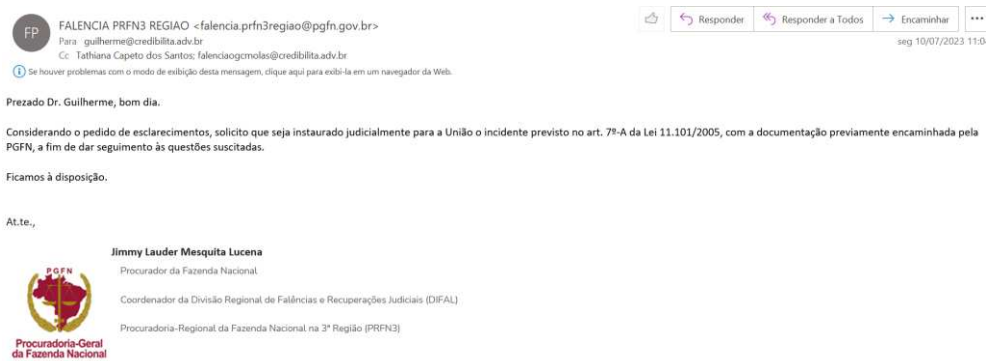 FP
FALENCIA PRFN3 REGIAO <falencia.prfn3regiao@pgfn.gov.br>
Para guilherme@credibilita.adv.br
Cc Tathiana Capeto dos Santos; falenciaogcmolas@credibilita.adv.br
Responder
Responder a Todos
Encaminhar
seg 10/07/2023 11:0
Se houver problemas com o modo de exibição desta mensagem, clique aqui para exibi-la em um navegador da Web.
Prezado Dr. Guilherme, bom dia.
Considerando o pedido de esclarecimentos, solicito que seja instaurado judicialmente para a União o incidente previsto no art. 7º-A da Lei 11.101/2005, com a documentação previamente encaminhada pela
PGFN, a fim de dar seguimento às questões suscitadas.
Ficamos à disposição.
At.te.,
Jimmy Lauder Mesquita Lucena
Procurador da Fazenda Nacional
Coordenador da Divisão Regional de Falências e Recuperações Judiciais (DIFAL)
Procuradoria-Regional da Fazenda Nacional na 3ª Região (PRFN3)
PGFN
Procuradoria-Geral
da Fazenda Nacional